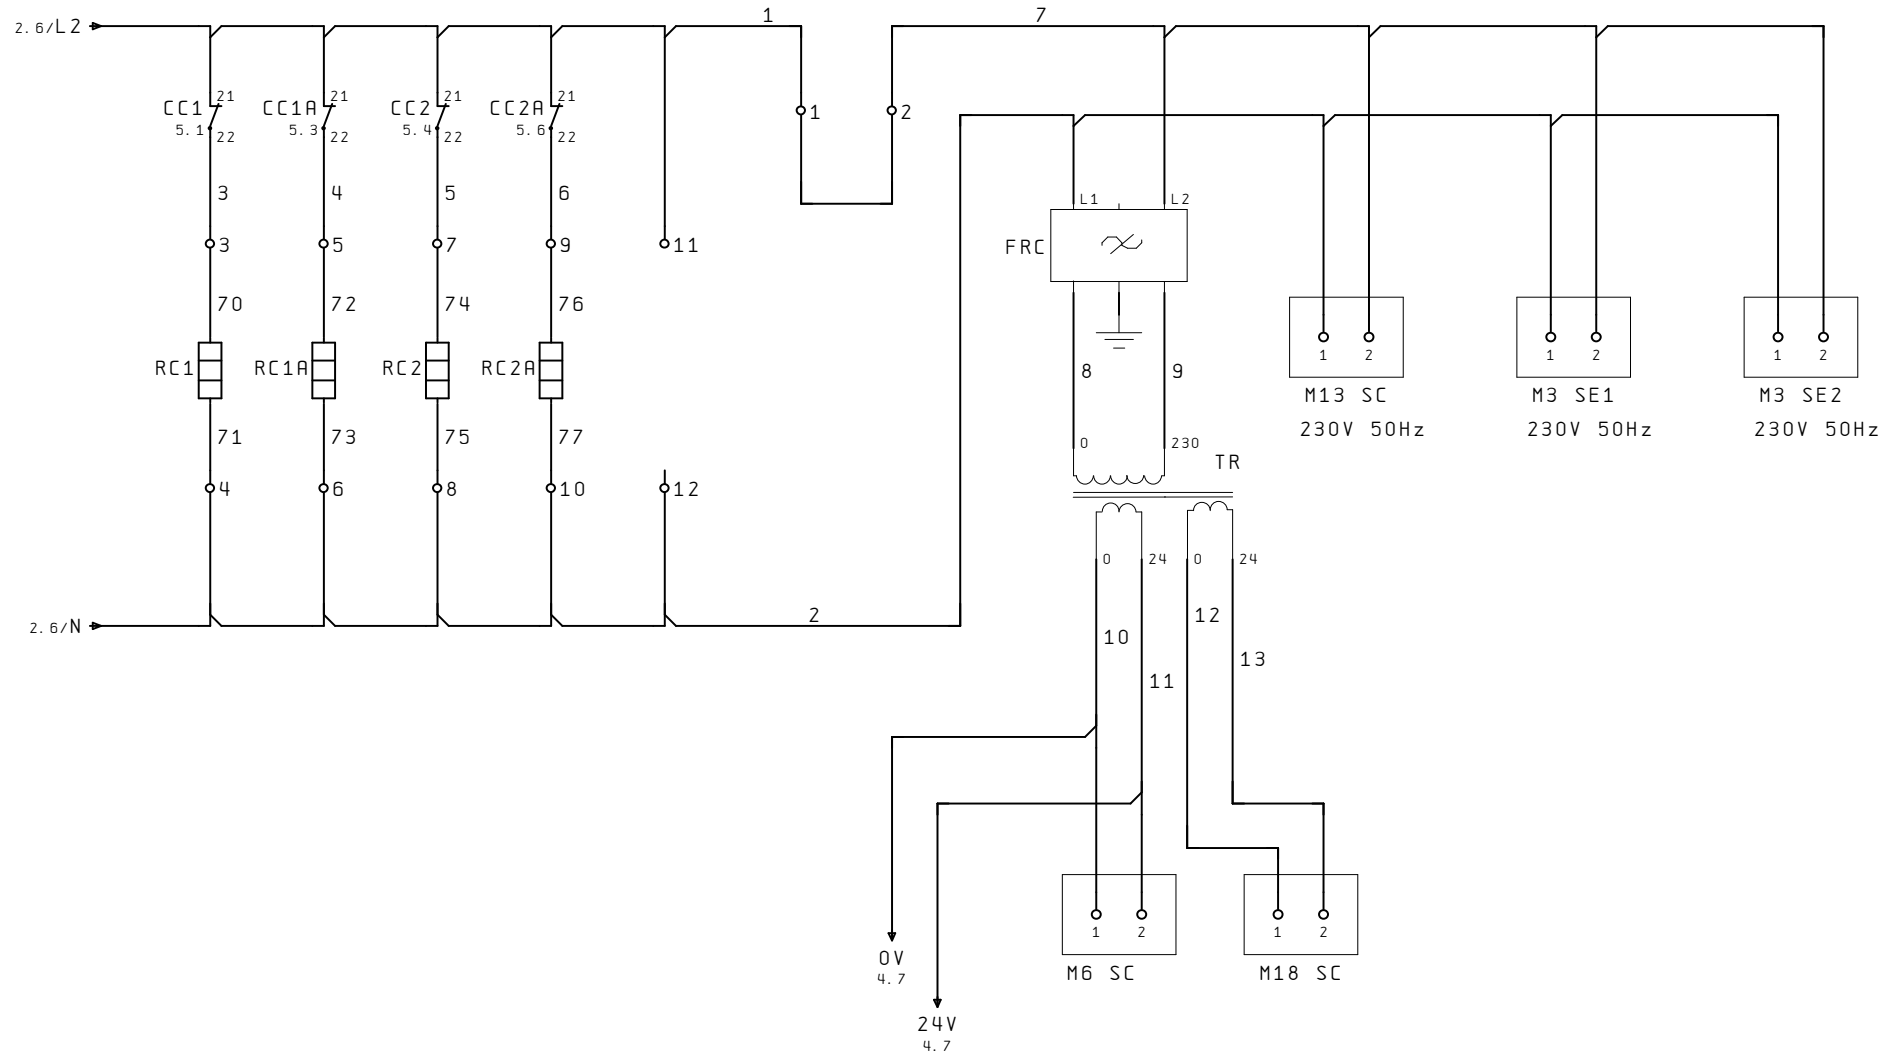 1
7
2.6/L2
CC1
5.1
21
22
CC1A
5.3
21
22
CC2
5.4
21
22
CC2A
5.6
21
22
1
2
3
4
5
6
L1
L2
3
5
7
9
11
FRC
70
72
74
76
RC1
RC1A
RC2
RC2A
8
9
1
2
1
2
1
2
M13 SC
M3 SE1
M3 SE2
230V 50Hz
230V 50Hz
230V 50Hz
71
73
75
77
0
230
TR
4
6
8
10
12
0
24
0
24
2.6/N
2
12
10
13
11
1
2
1
2
0V
4.7
M6 SC
M18 SC
24V
4.7